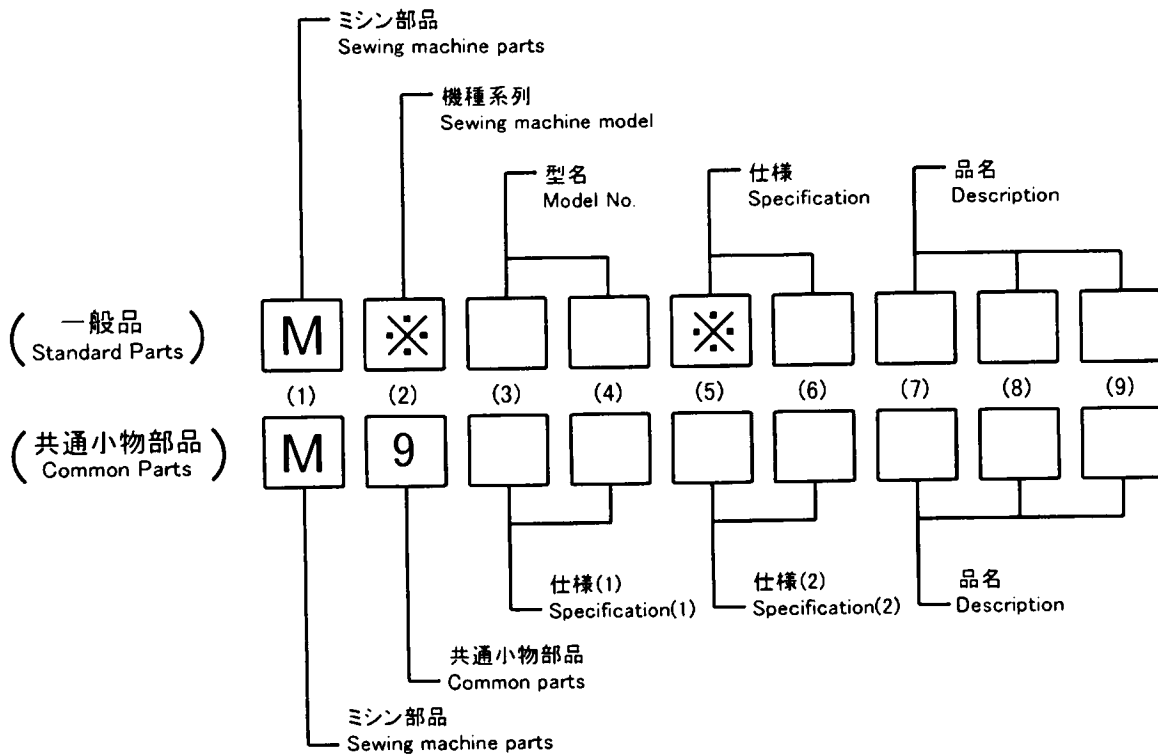 ミシン部品
Sewing machine parts
機種系列
Sewing machine model
型名
Model No.
仕様
Specification
品名
Description
(一般品
Standard Parts)
M ※ ※
(1) (2) (3) (4) (5) (6) (7) (8) (9)
(共通小物部品
Common Parts)
M 9
仕様(1)
Specification(1)
仕様(2)
Specification(2)
品名
Description
共通小物部品
Common parts
ミシン部品
Sewing machine parts